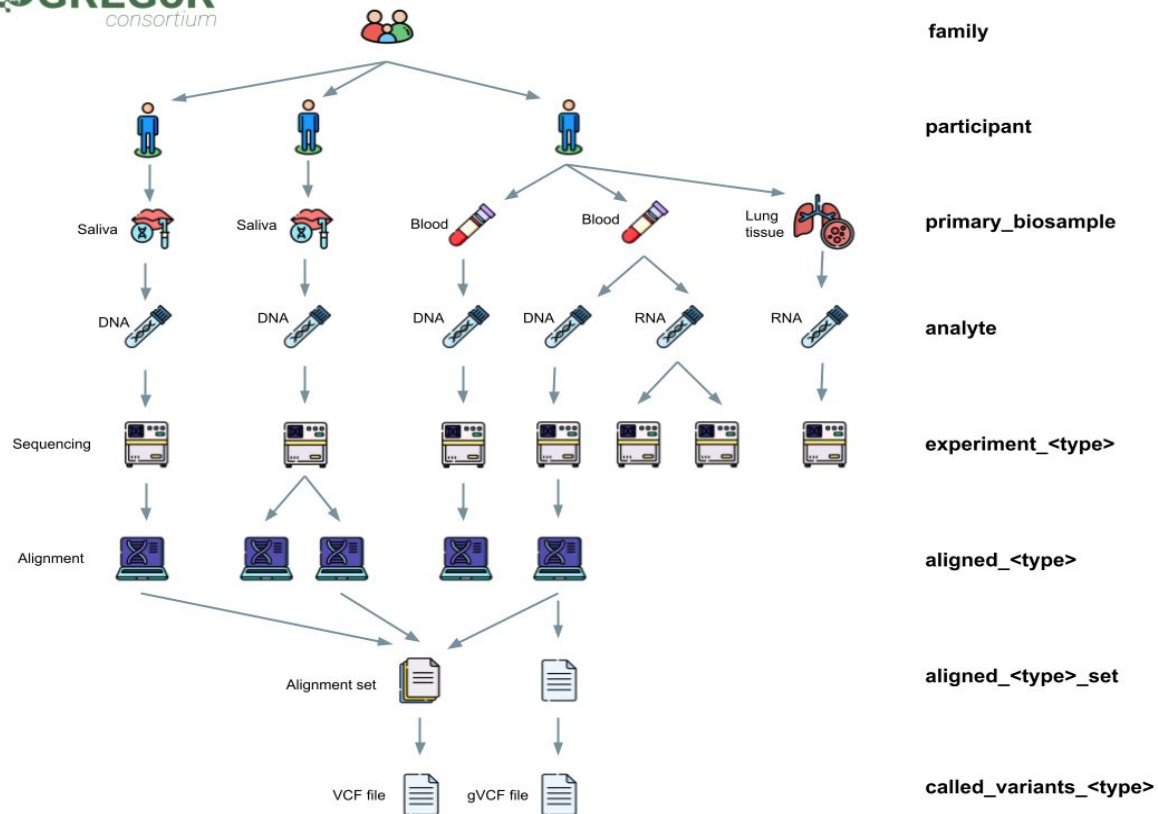 GREGoR
consortium
family
participant
Saliva
Saliva
Blood
Blood
Lung
tissue
primary_biosample
DNA
DNA
DNA
DNA
RNA
RNA
analyte
Sequencing
experiment_<type>
Alignment
aligned_<type>
Alignment set
aligned_<type>_set
VCF file
gVCF file
called_variants_<type>